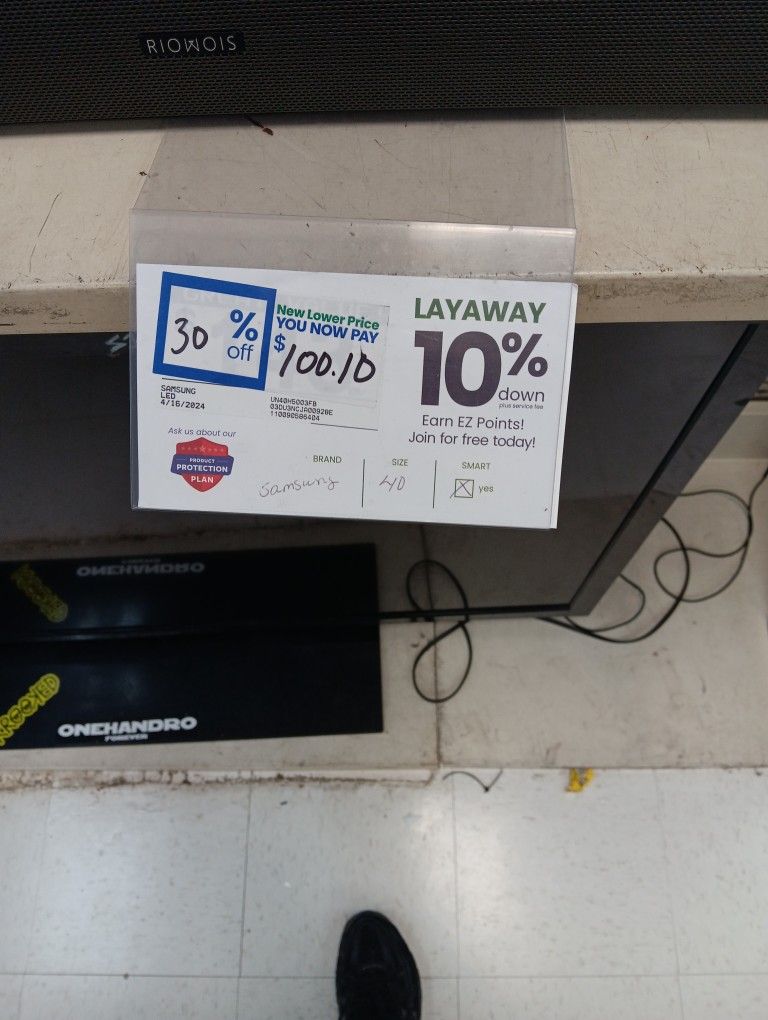 RIOWOIS
30 % off
New Lower Price
YOU NOW PAY
$100.10
SAMSUNG
LED
4/16/2024
UN40H5003FB
03DU3NCJA00920E
110090586404
LAYAWAY
10% down
plus service fee
Earn EZ Points!
Join for free today!
Ask us about our
PRODUCT
PROTECTION
PLAN
BRAND
Samsung
SIZE
40
SMART
yes
ONEHANDRO
ONEHANDRO
FOREVER